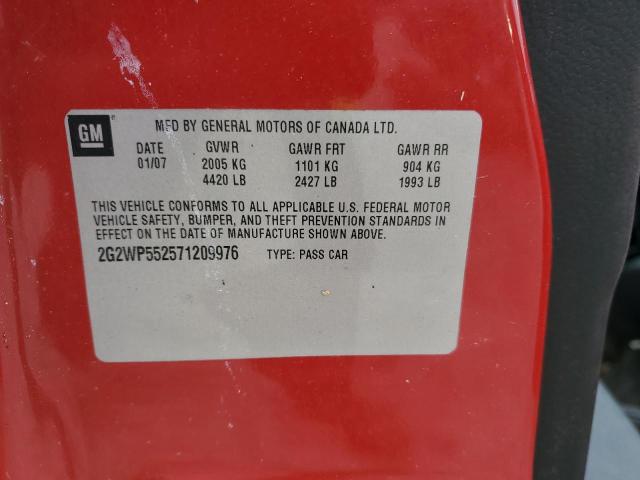 GM
MFD BY GENERAL MOTORS OF CANADA LTD.
DATE GVWR GAWR FRT GAWR RR
01/07 2005 KG 1101 KG 904 KG
4420 LB 2427 LB 1993 LB
THIS VEHICLE CONFORMS TO ALL APPLICABLE U.S. FEDERAL MOTOR
VEHICLE SAFETY, BUMPER, AND THEFT PREVENTION STANDARDS IN
EFFECT ON THE DATE OF MANUFACTURE SHOWN ABOVE.
2G2WP552571209976 TYPE: PASS CAR